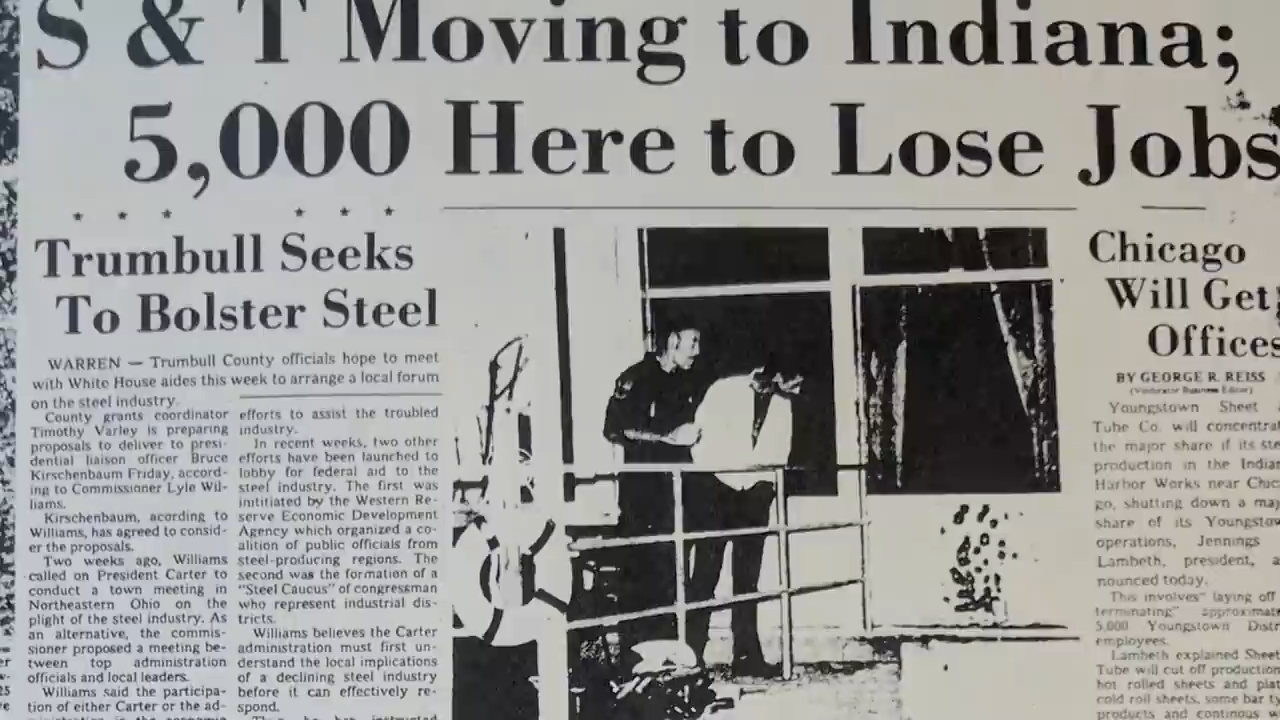 S & T Moving to Indiana;
5,000 Here to Lose Jobs
Trumbull Seeks
To Bolster Steel
WARREN — Trumbull County officials hope to meet
with White House aides this week to arrange a local forum
on the steel industry.
County grants coordinator
Timothy Varley is preparing
proposals to deliver to presi-
dential liaison officer Bruce
Kirschenbaum Friday, accord-
ing to Commissioner Lyle Wil-
liams.
Kirschenbaum, acording to
Williams, has agreed to consid-
er the proposals.
Two weeks ago, Williams
called on President Carter to
conduct a town meeting in
Northeastern Ohio on the
plight of the steel industry. As
an alternative, the commis-
sioner proposed a meeting be-
tween top administration
officials and local leaders.
Williams said the participa-
tion of either Carter or the ad-
efforts to assist the troubled
industry.
In recent weeks, two other
efforts have been launched to
lobby for federal aid to the
steel industry. The first was
initiated by the Western Re-
serve Economic Development
Agency which organized a co-
alition of public officials from
steel-producing regions. The
second was the formation of a
"Steel Caucus" of congressman
who represent industrial dis-
tricts.
Williams believes the Carter
administration must first un-
derstand the local implications
of a declining steel industry
before it can effectively re-
spond.
Chicago
Will Get
Offices
BY GEORGE R. REISS
(Vindicator Business Editor)
Youngstown Sheet
Tube Co. will concentrat
the major share if its ste
production in the Indian
Harbor Works near Chic
go, shutting down a maj
share of its Youngstow
operations, Jennings
Lambeth, president, a
nounced today.
This involves "laying off
terminating" approximat
5,000 Youngstown Distr
employees.
Lambeth explained Sheet
Tube will cut off production
hot rolled sheets and plat
cold roll sheets, some bar ty
products, and continous w